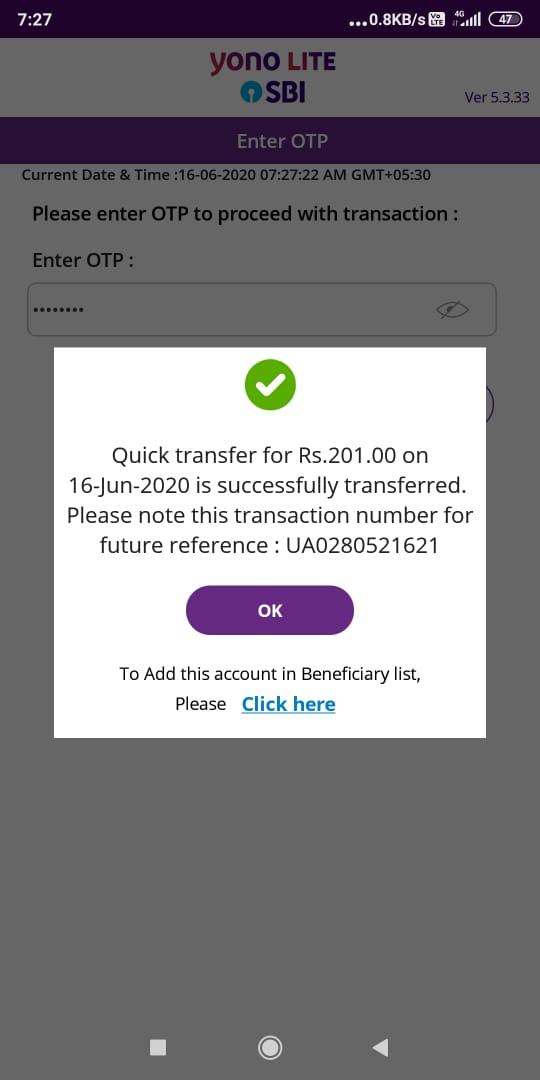 7:27
...0.8KB/s Vo LTE 4G 47
yono LITE
SBI
Ver 5.3.33
Enter OTP
Current Date & Time :16-06-2020 07:27:22 AM GMT+05:30
Please enter OTP to proceed with transaction :
Enter OTP :
••••••••
Quick transfer for Rs.201.00 on
16-Jun-2020 is successfully transferred.
Please note this transaction number for
future reference : UA0280521621
OK
To Add this account in Beneficiary list,
Please Click here